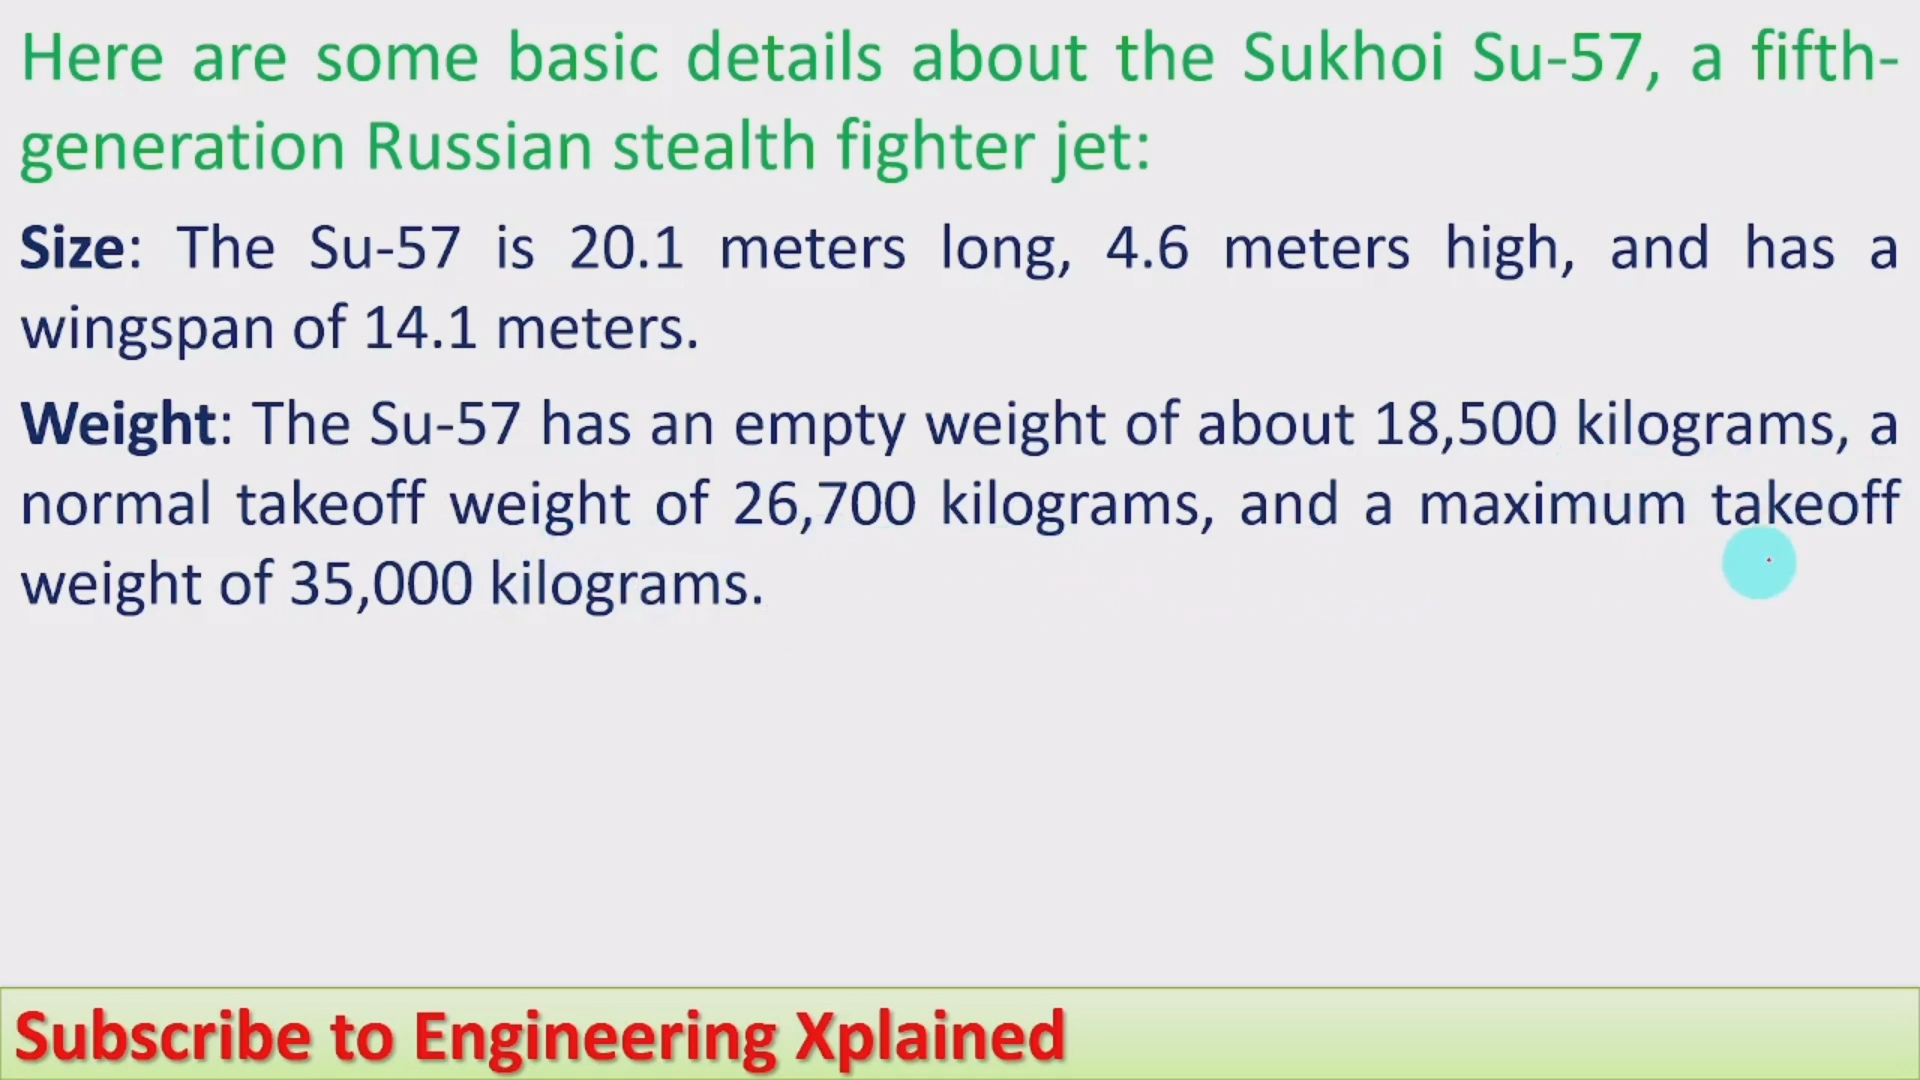 Here are some basic details about the Sukhoi Su-57, a fifth-
generation Russian stealth fighter jet:
Size: The Su-57 is 20.1 meters long, 4.6 meters high, and has a
wingspan of 14.1 meters.
Weight: The Su-57 has an empty weight of about 18,500 kilograms, a
normal takeoff weight of 26,700 kilograms, and a maximum takeoff
weight of 35,000 kilograms.
Subscribe to Engineering Xplained